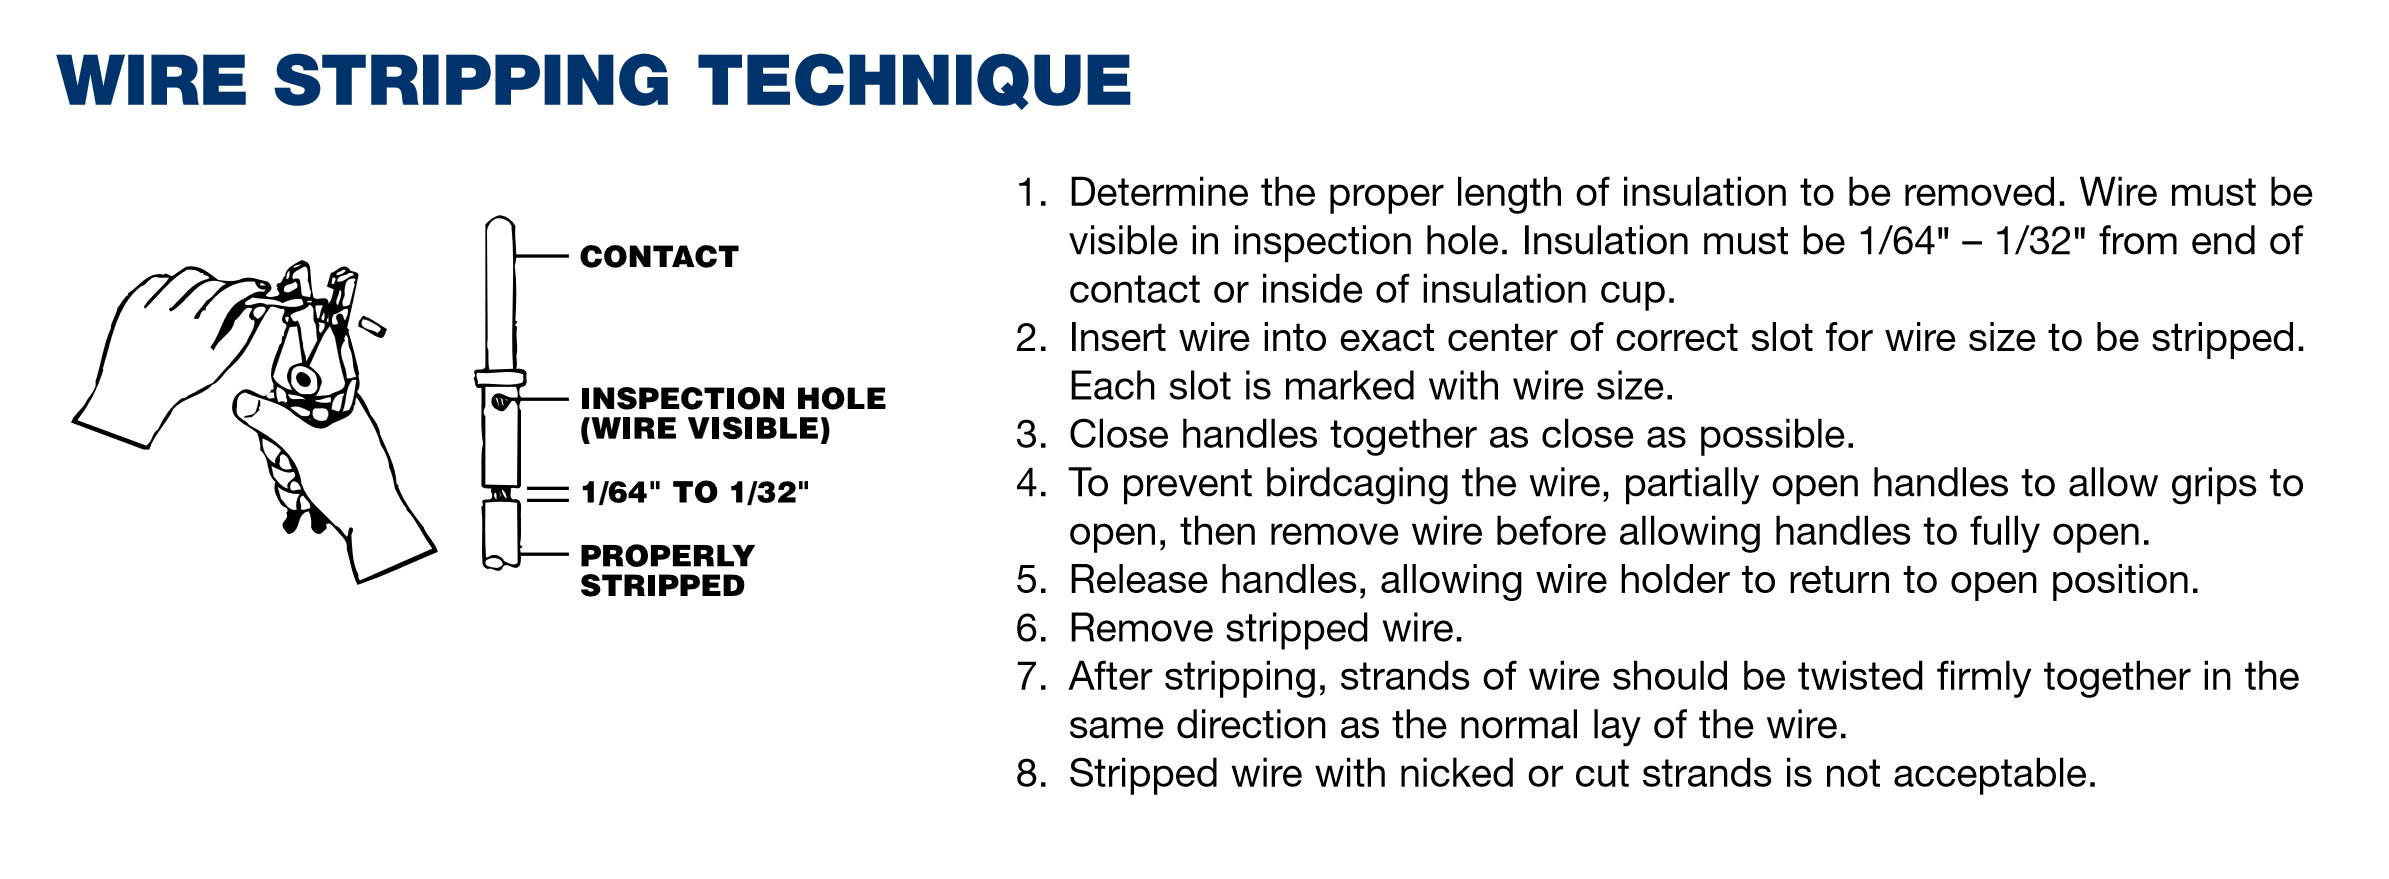 WIRE STRIPPING TECHNIQUE
CONTACT
INSPECTION HOLE
(WIRE VISIBLE)
1/64" TO 1/32"
PROPERLY
STRIPPED
1. Determine the proper length of insulation to be removed. Wire must be
visible in inspection hole. Insulation must be 1/64" – 1/32" from end of
contact or inside of insulation cup.
2. Insert wire into exact center of correct slot for wire size to be stripped.
Each slot is marked with wire size.
3. Close handles together as close as possible.
4. To prevent birdcaging the wire, partially open handles to allow grips to
open, then remove wire before allowing handles to fully open.
5. Release handles, allowing wire holder to return to open position.
6. Remove stripped wire.
7. After stripping, strands of wire should be twisted firmly together in the
same direction as the normal lay of the wire.
8. Stripped wire with nicked or cut strands is not acceptable.